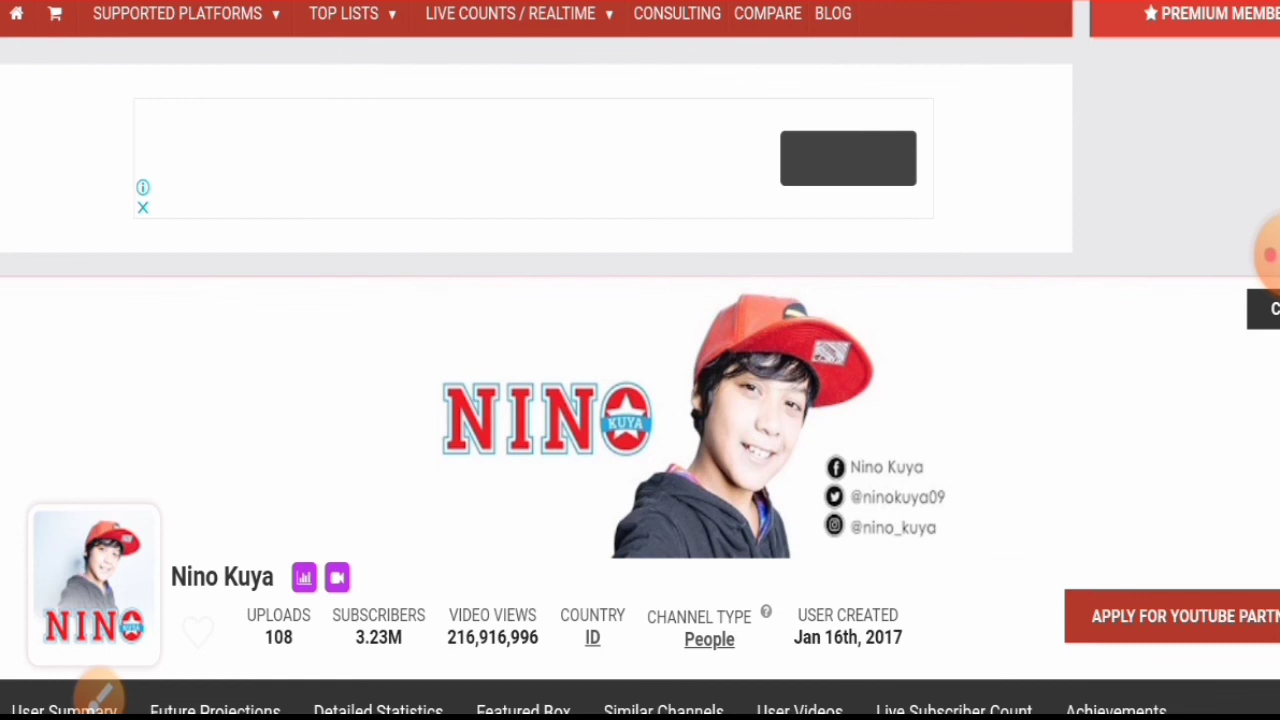 SUPPORTED PLATFORMS ▼ TOP LISTS ▼ LIVE COUNTS / REALTIME ▼ CONSULTING COMPARE BLOG
★ PREMIUM MEMBE
NINO
KUYA
Nino Kuya
@ninokuya09
@nino_kuya
NINO
Nino Kuya
UPLOADS SUBSCRIBERS VIDEO VIEWS COUNTRY CHANNEL TYPE USER CREATED
108 3.23M 216,916,996 ID People Jan 16th, 2017
APPLY FOR YOUTUBE PARTN
User Summary Future Projections Detailed Statistics Featured Box Similar Channels User Videos Live Subscriber Count Achievements